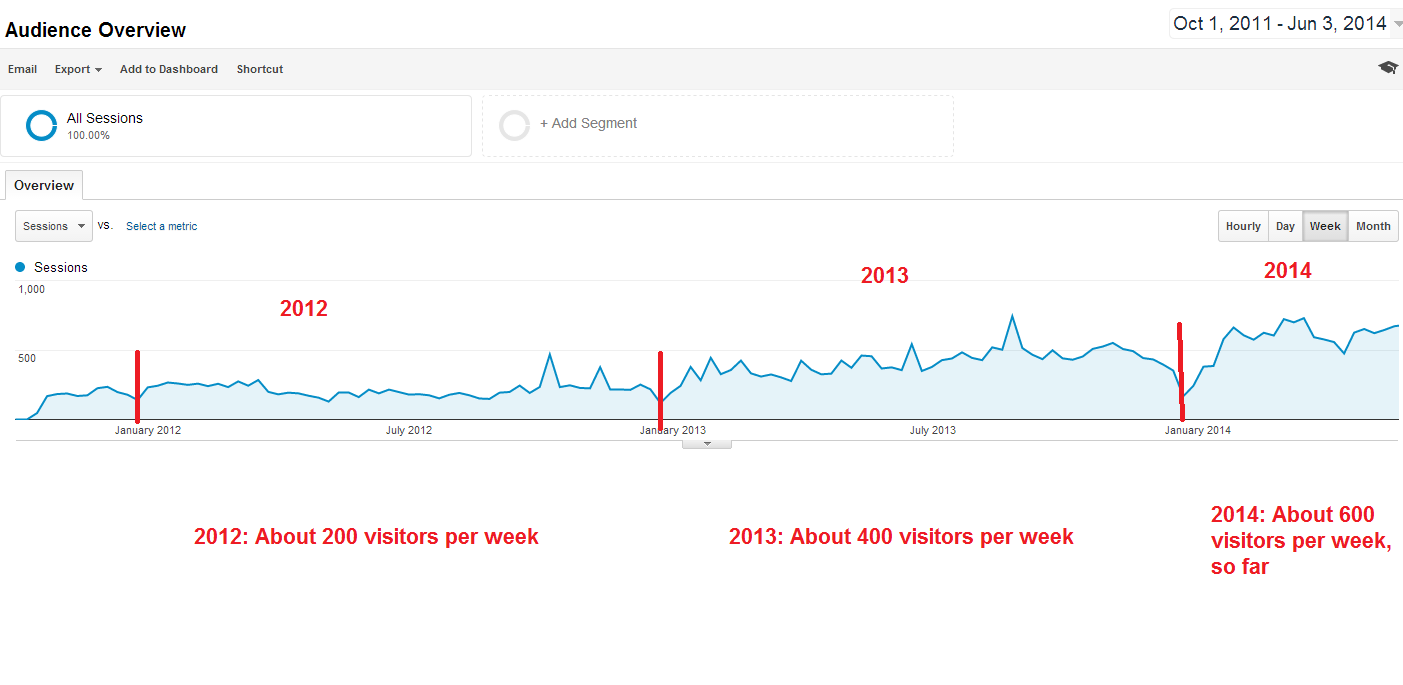 Audience Overview
Oct 1, 2011 - Jun 3, 2014
Email Export Add to Dashboard Shortcut
All Sessions
100.00%
+ Add Segment
Overview
Sessions VS. Select a metric
Hourly Day Week Month
Sessions
1,000
500
2012
2013
2014
January 2012 July 2012 January 2013 July 2013 January 2014
2012: About 200 visitors per week
2013: About 400 visitors per week
2014: About 600
visitors per week,
so far